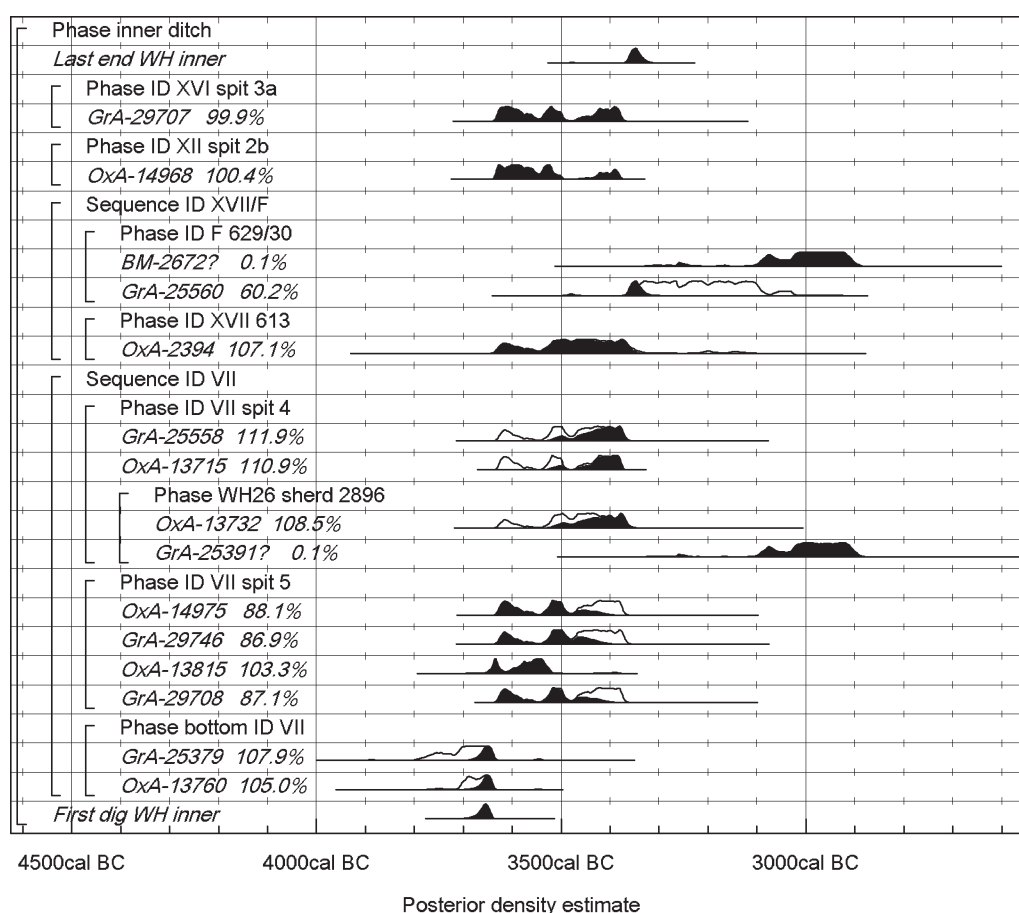 Phase inner ditch
Last end WH inner
Phase ID XVI spit 3a
GrA-29707 99.9%
Phase ID XII spit 2b
OxA-14968 100.4%
Sequence ID XVII/F
Phase ID F 629/30
BM-2672? 0.1%
GrA-25560 60.2%
Phase ID XVII 613
OxA-2394 107.1%
Sequence ID VII
Phase ID VII spit 4
GrA-25558 111.9%
OxA-13715 110.9%
Phase WH26 sherd 2896
OxA-13732 108.5%
GrA-25391? 0.1%
Phase ID VII spit 5
OxA-14975 88.1%
GrA-29746 86.9%
OxA-13815 103.3%
GrA-29708 87.1%
Phase bottom ID VII
GrA-25379 107.9%
OxA-13760 105.0%
First dig WH inner
4500cal BC 4000cal BC 3500cal BC 3000cal BC
Posterior density estimate